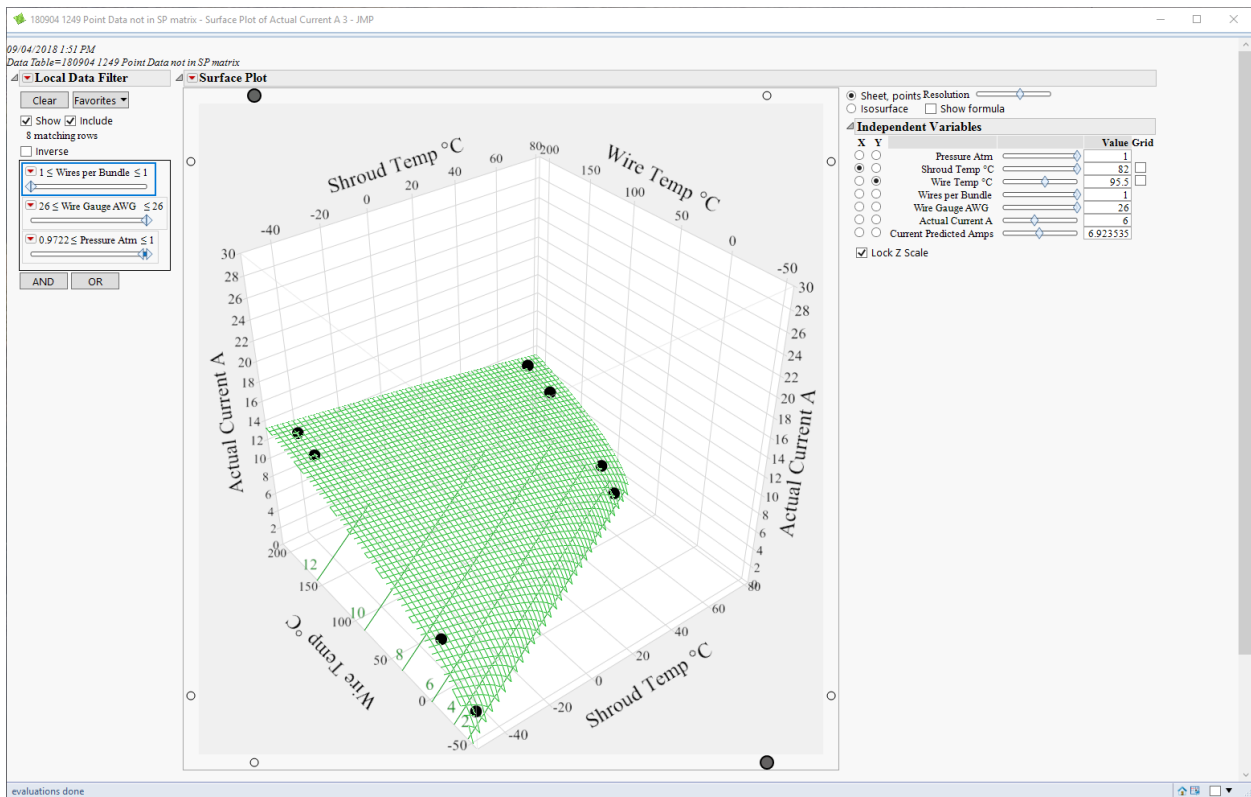 180904 1249 Point Data not in SP matrix - Surface Plot of Actual Current A 3 - JMP
09/04/2018 1:51 PM
Data Table=180904 1249 Point Data not in SP matrix
Local Data Filter
Clear Favorites
Show Include
8 matching rows
Inverse
1 ≤ Wires per Bundle ≤ 1
26 ≤ Wire Gauge AWG ≤ 26
0.9722 ≤ Pressure Atm ≤ 1
AND OR
Surface Plot
Shroud Temp °C
-40 -20 0 20 40 60 80
Wire Temp °C
200 150 100 50 0 -50
Actual Current A
30
28
26
24
22
20
18
16
14
12
10
8
6
4
2
0
Actual Current A
30
28
26
24
22
20
18
16
14
12
10
8
6
4
2
0
12
10
8
6
4
2
Wire Temp °C
200 150 100 50 0 -50
Shroud Temp °C
-40 -20 0 20 40 60 80
Sheet, points Resolution
Isosurface Show formula
Independent Variables
X Y Value Grid
Pressure Atm 1
Shroud Temp °C 82
Wire Temp °C 95.5
Wires per Bundle 1
Wire Gauge AWG 26
Actual Current A 6
Current Predicted Amps 6.923535
Lock Z Scale
evaluations done